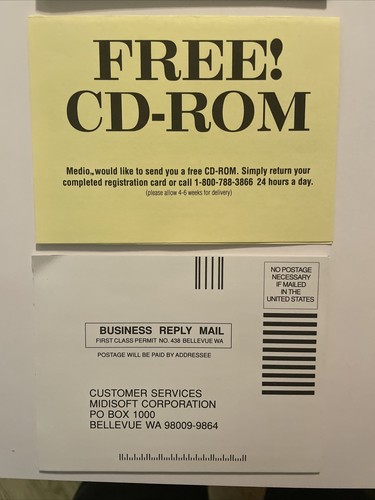 FREE!
CD-ROM
Medio™ would like to send you a free CD-ROM. Simply return your
completed registration card or call 1-800-788-3866 24 hours a day.
(please allow 4-6 weeks for delivery)
NO POSTAGE
NECESSARY
IF MAILED
IN THE
UNITED STATES
BUSINESS REPLY MAIL
FIRST CLASS PERMIT NO. 438 BELLEVUE WA
POSTAGE WILL BE PAID BY ADDRESSEE
CUSTOMER SERVICES
MIDISOFT CORPORATION
PO BOX 1000
BELLEVUE WA 98009-9864